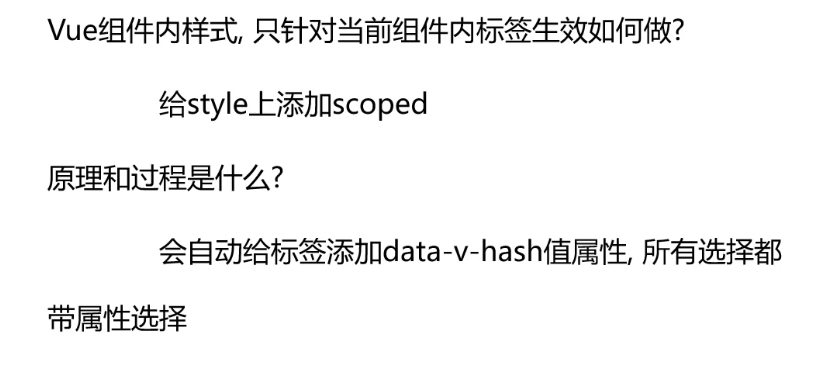 Vue组件内样式, 只针对当前组件内标签生效如何做?
给style上添加scoped
原理和过程是什么?
会自动给标签添加data-v-hash值属性, 所有选择都
带属性选择